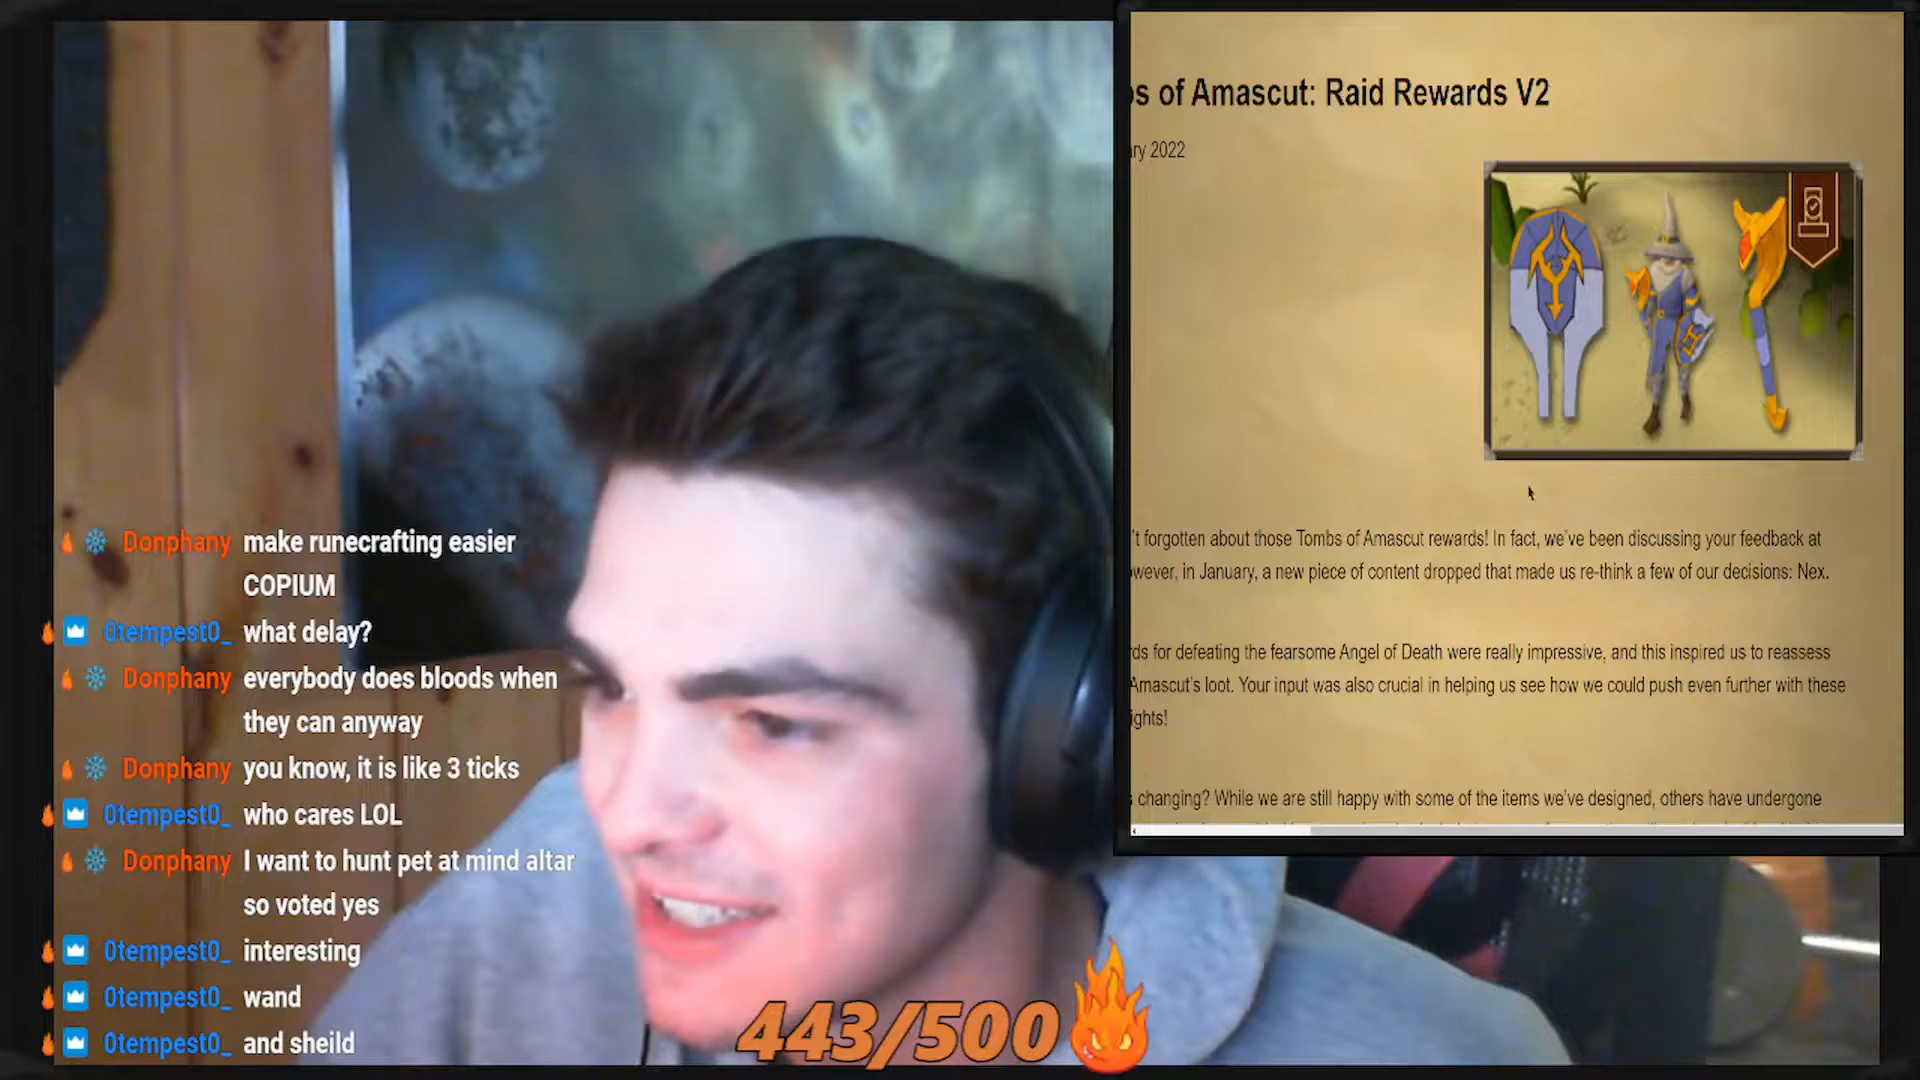 Donphany make runecrafting easier
COPIUM
0tempest0_ what delay?
Donphany everybody does bloods when
they can anyway
Donphany you know, it is like 3 ticks
0tempest0_ who cares LOL
Donphany I want to hunt pet at mind altar
so voted yes
0tempest0_ interesting
0tempest0_ wand
0tempest0_ and sheild
443/500
s of Amascut: Raid Rewards V2
ry 2022
't forgotten about those Tombs of Amascut rewards! In fact, we've been discussing your feedback at
wever, in January, a new piece of content dropped that made us re-think a few of our decisions: Nex.
ds for defeating the fearsome Angel of Death were really impressive, and this inspired us to reassess
Amascut's loot. Your input was also crucial in helping us see how we could push even further with these
ights!
changing? While we are still happy with some of the items we've designed, others have undergone